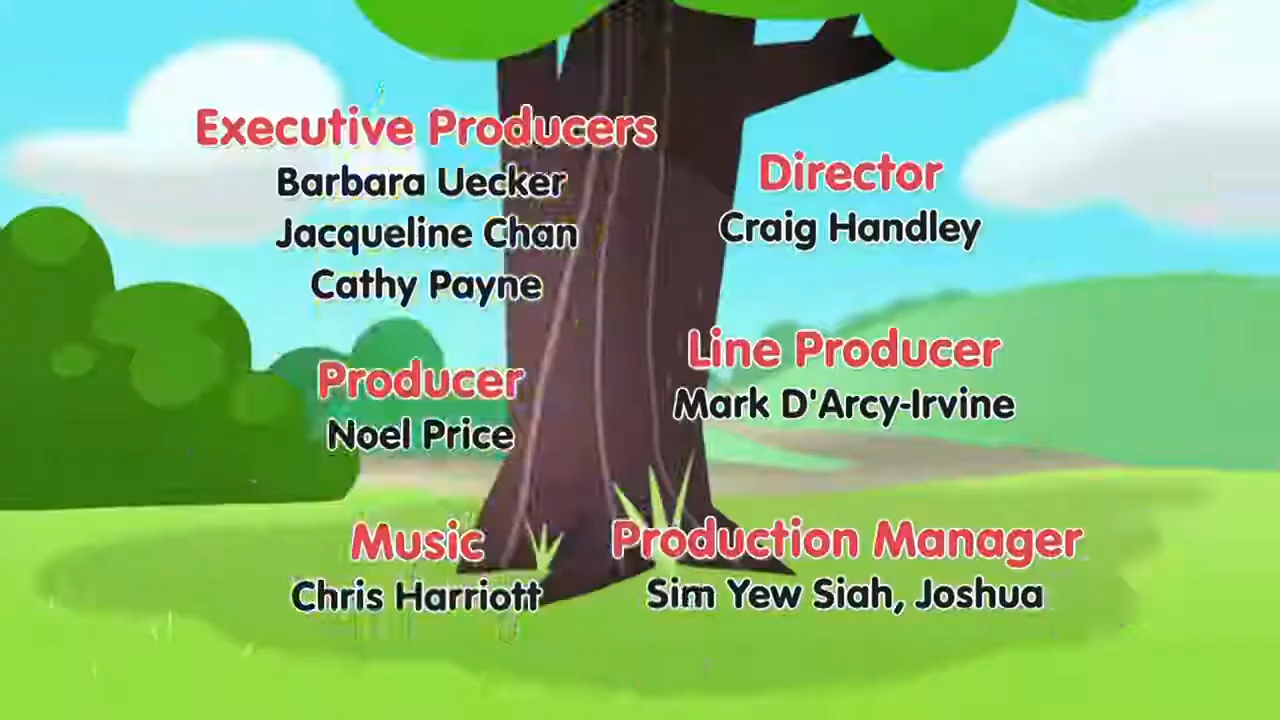 Executive Producers
Barbara Uecker
Jacqueline Chan
Cathy Payne
Director
Craig Handley
Producer
Noel Price
Line Producer
Mark D'Arcy-Irvine
Music
Chris Harriott
Production Manager
Sim Yew Siah, Joshua